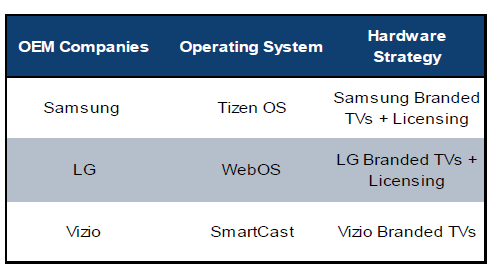 OEM Companies Operating System Hardware Strategy
Samsung Tizen OS Samsung Branded TVs + Licensing
LG WebOS LG Branded TVs + Licensing
Vizio SmartCast Vizio Branded TVs